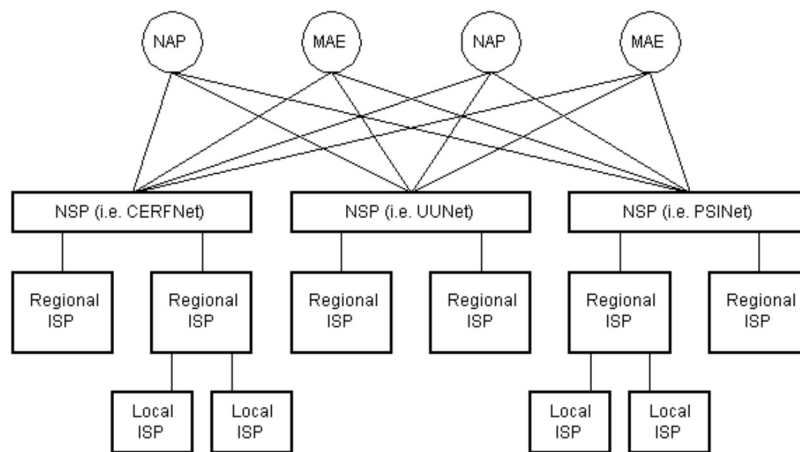 NAP
MAE
NAP
MAE
NSP (i.e. CERFNet)
NSP (i.e. UUNet)
NSP (i.e. PSINet)
Regional
ISP
Regional
ISP
Regional
ISP
Regional
ISP
Regional
ISP
Regional
ISP
Local
ISP
Local
ISP
Local
ISP
Local
ISP